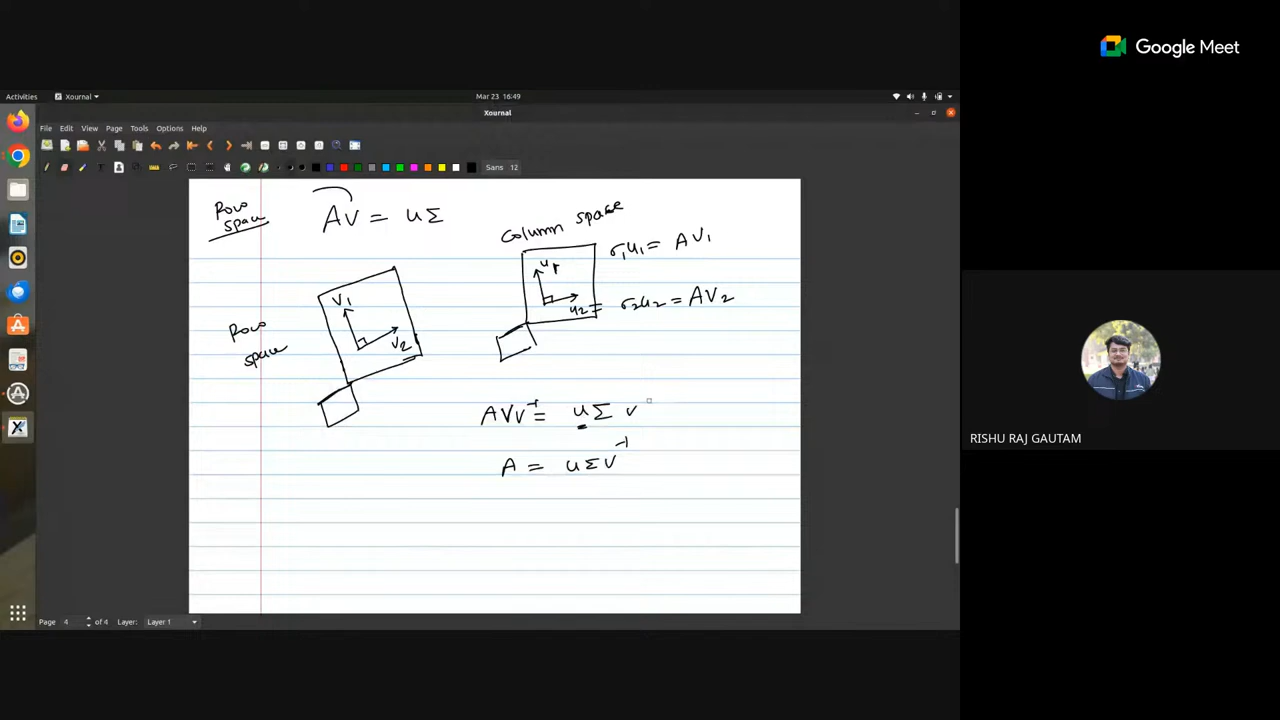 Google Meet
Activities
Xournal
Mar 23 16:49
Xournal
File Edit View Page Tools Options Help
Sans 12
Row
space
AV = UΣ
Column space
σ₁u₁ = AV₁
V₁
u₁
u₂ = σ₂u₂ = AV₂
Row
space
V₂
AVV⁻¹ = UΣ V
A = UΣV⁻¹
RISHU RAJ GAUTAM
Page 4 of 4 Layer: Layer 1